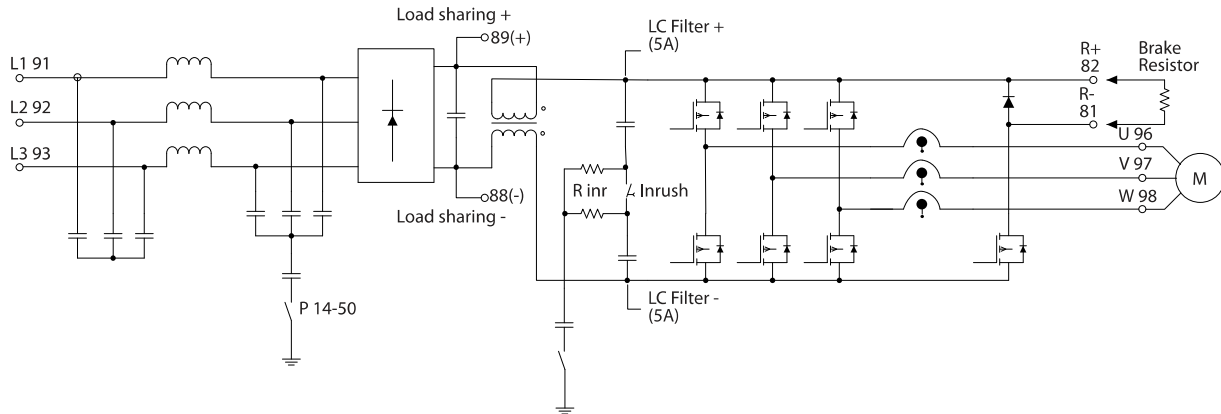 Load sharing +
89(+)
LC Filter +
(5A)
L1 91
L2 92
L3 93
R+
82
Brake
Resistor
R-
81
U 96
V 97
W 98
M
R inr
Inrush
88(-)
Load sharing -
P 14-50
LC Filter -
(5A)